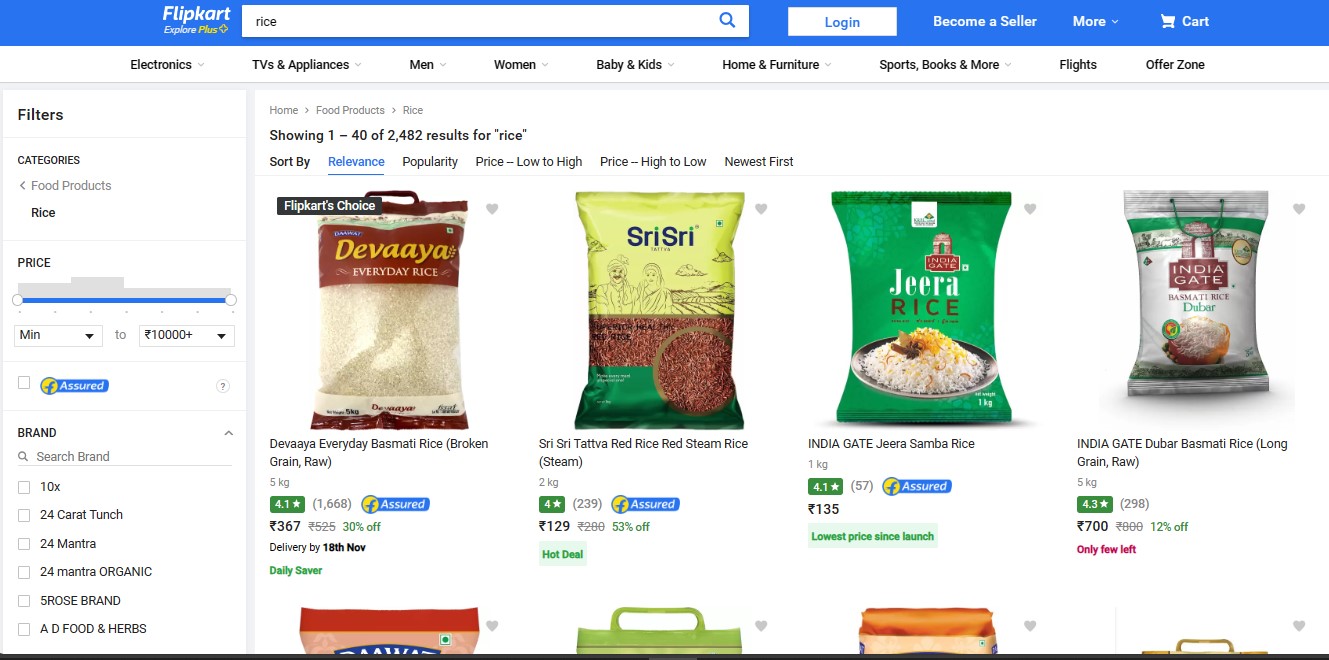 Flipkart
Explore Plus
rice
Login
Become a Seller
More
Cart
Electronics
TVs & Appliances
Men
Women
Baby & Kids
Home & Furniture
Sports, Books & More
Flights
Offer Zone
Filters
CATEGORIES
Food Products
Rice
PRICE
Min
to
₹10000+
Assured
?
BRAND
Search Brand
10x
24 Carat Tunch
24 Mantra
24 mantra ORGANIC
5ROSE BRAND
A D FOOD & HERBS
Home > Food Products > Rice
Showing 1 – 40 of 2,482 results for "rice"
Sort By Relevance Popularity Price -- Low to High Price -- High to Low Newest First
Flipkart's Choice
DAAWAT
Devaaya
EVERYDAY RICE
5kg
Devaaya
Devaaya Everyday Basmati Rice (Broken
Grain, Raw)
5 kg
4.1 ★ (1,668) Assured
₹367 ₹525 30% off
Delivery by 18th Nov
Daily Saver
SriSri
TATTVA
SUPERIOR HEALTHY
RED RICE
Sri Sri Tattva Red Rice Red Steam Rice
(Steam)
2 kg
4 ★ (239) Assured
₹129 ₹280 53% off
Hot Deal
INDIA
GATE
Jeera
RICE
1 kg
INDIA GATE Jeera Samba Rice
1 kg
4.1 ★ (57) Assured
₹135
Lowest price since launch
INDIA
GATE
BASMATI RICE
Dubar
INDIA GATE Dubar Basmati Rice (Long
Grain, Raw)
5 kg
4.3 ★ (298)
₹700 ₹800 12% off
Only few left
DAAWAT